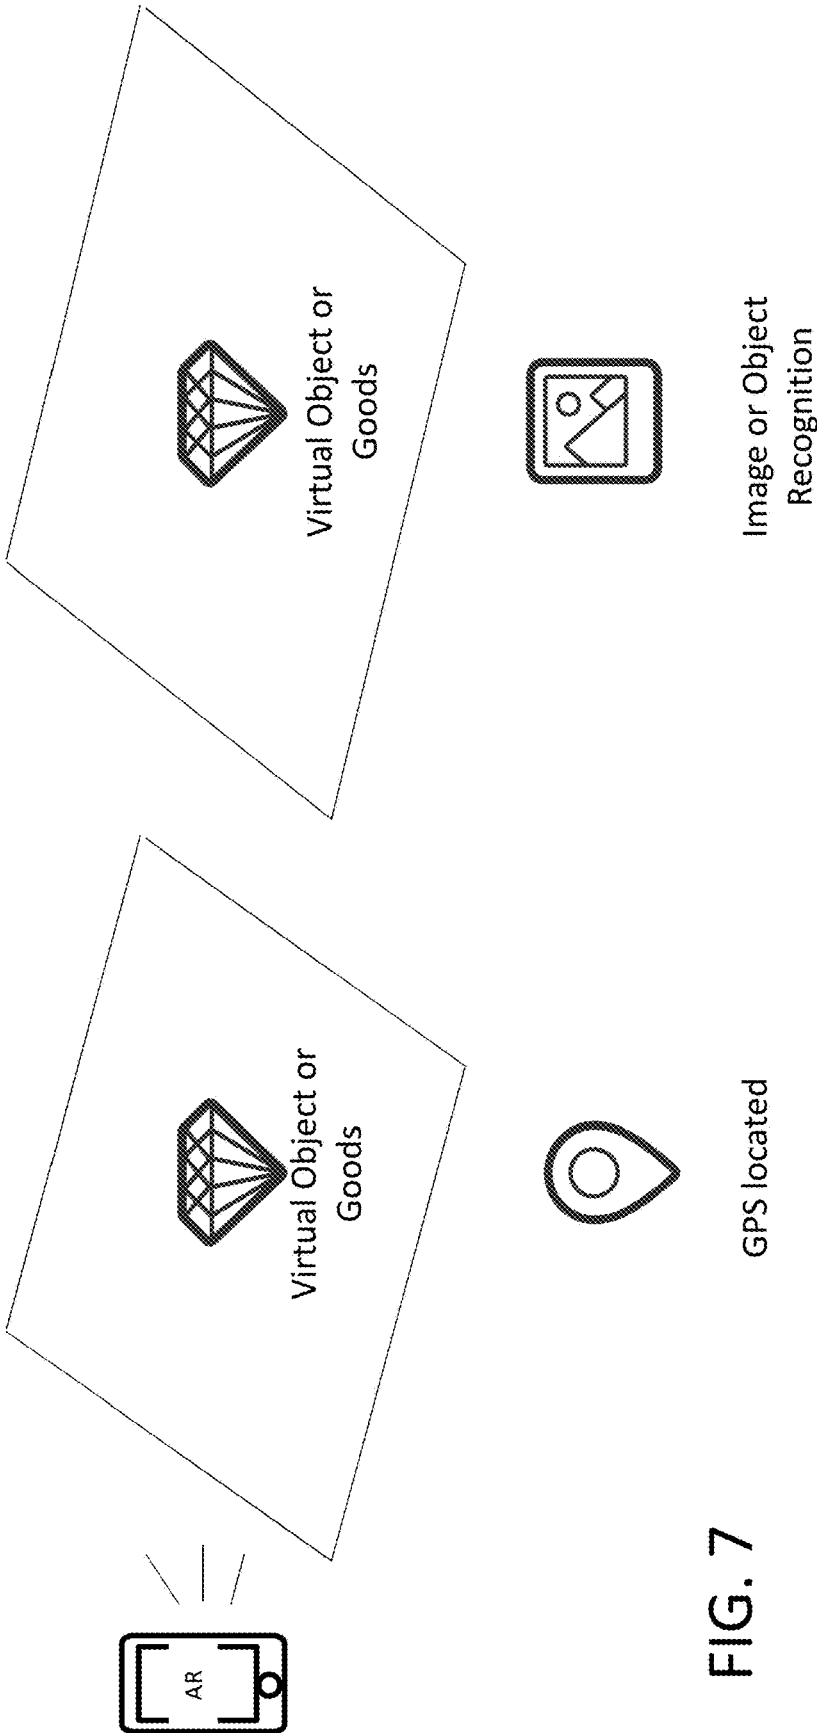 AR
Virtual Object or
Goods
Virtual Object or
Goods
GPS located
Image or Object
Recognition
FIG. 7